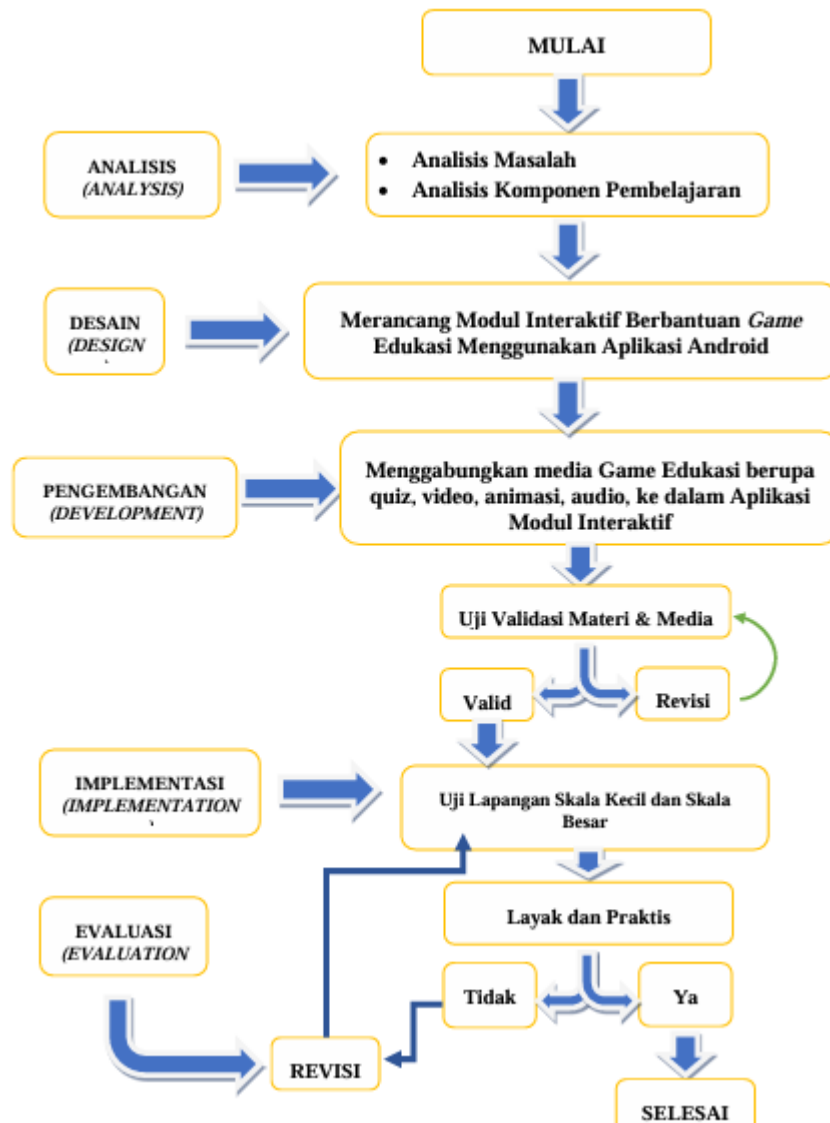 MULAI
ANALISIS
(ANALYSIS)
• Analisis Masalah
• Analisis Komponen Pembelajaran
DESAIN
(DESIGN
Merancang Modul Interaktif Berbantuan Game
Edukasi Menggunakan Aplikasi Android
PENGEMBANGAN
(DEVELOPMENT)
Menggabungkan media Game Edukasi berupa
quiz, video, animasi, audio, ke dalam Aplikasi
Modul Interaktif
Uji Validasi Materi & Media
Valid
Revisi
IMPLEMENTASI
(IMPLEMENTATION
Uji Lapangan Skala Kecil dan Skala
Besar
EVALUASI
(EVALUATION
Layak dan Praktis
Tidak
Ya
REVISI
SELESAI